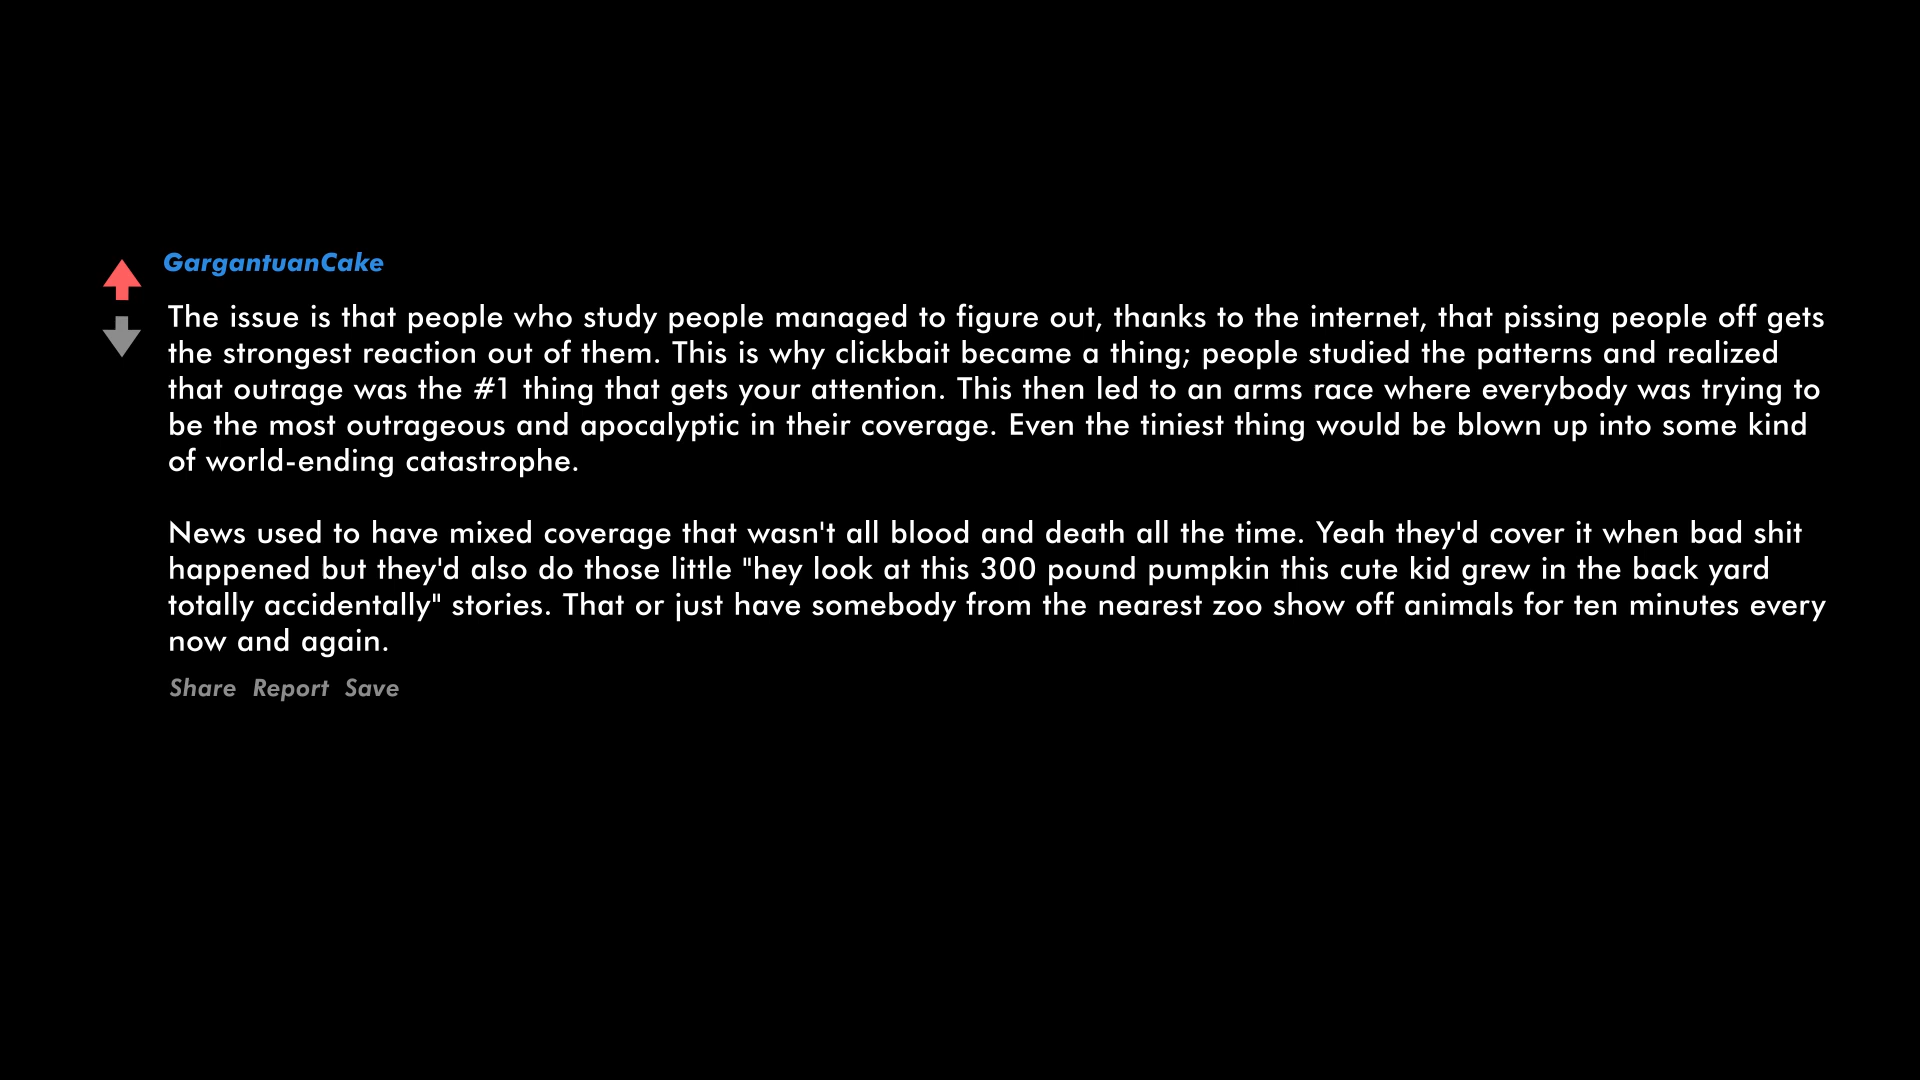 GargantuanCake
The issue is that people who study people managed to figure out, thanks to the internet, that pissing people off gets
the strongest reaction out of them. This is why clickbait became a thing; people studied the patterns and realized
that outrage was the #1 thing that gets your attention. This then led to an arms race where everybody was trying to
be the most outrageous and apocalyptic in their coverage. Even the tiniest thing would be blown up into some kind
of world-ending catastrophe.
News used to have mixed coverage that wasn't all blood and death all the time. Yeah they'd cover it when bad shit
happened but they'd also do those little "hey look at this 300 pound pumpkin this cute kid grew in the back yard
totally accidentally" stories. That or just have somebody from the nearest zoo show off animals for ten minutes every
now and again.
Share Report Save